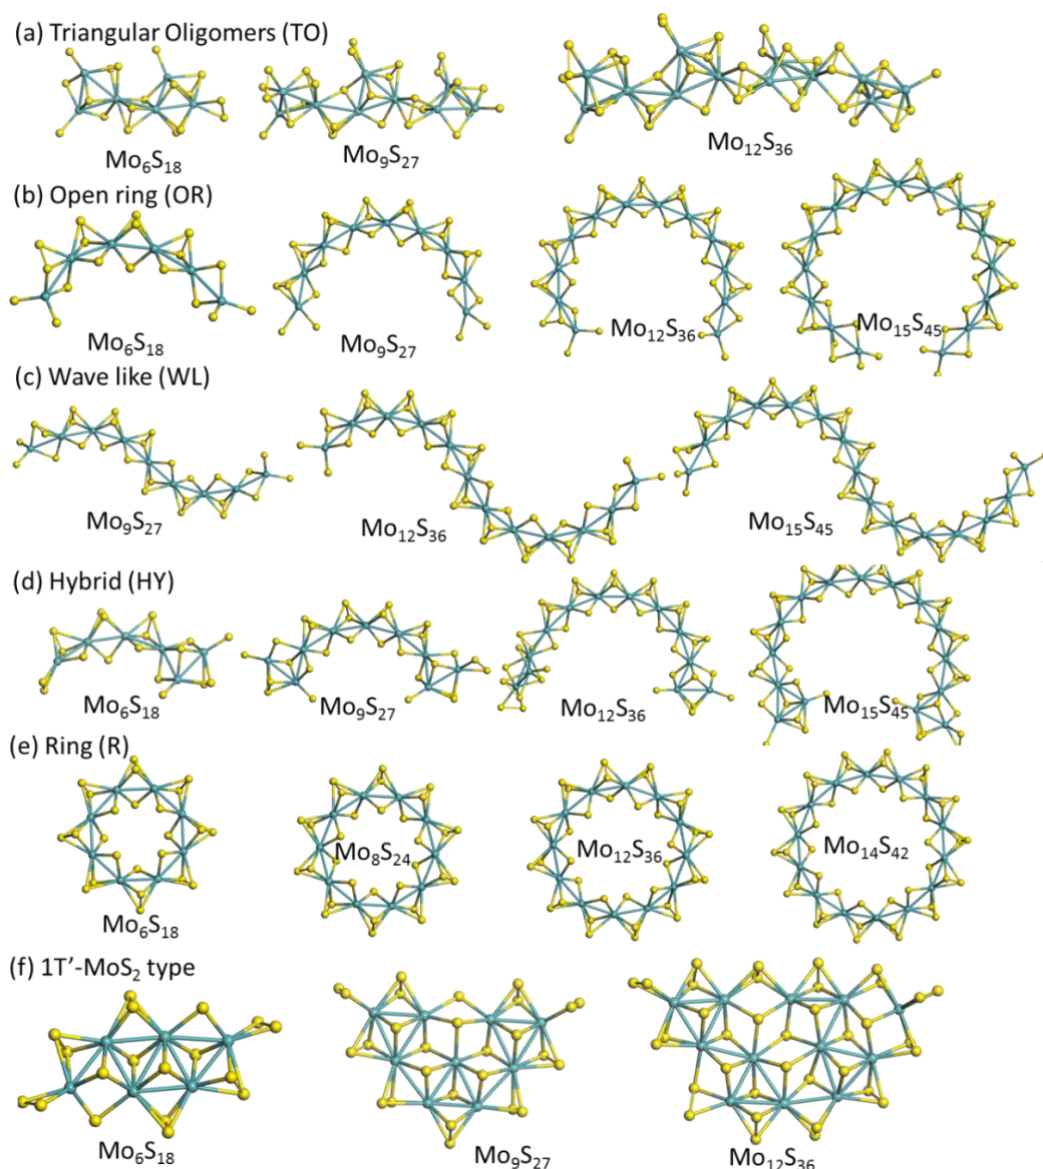 (a) Triangular Oligomers (TO)
Mo₆S₁₈
Mo₉S₂₇
Mo₁₂S₃₆
(b) Open ring (OR)
Mo₆S₁₈
Mo₉S₂₇
Mo₁₂S₃₆
Mo₁₅S₄₅
(c) Wave like (WL)
Mo₉S₂₇
Mo₁₂S₃₆
Mo₁₅S₄₅
(d) Hybrid (HY)
Mo₆S₁₈
Mo₉S₂₇
Mo₁₂S₃₆
Mo₁₅S₄₅
(e) Ring (R)
Mo₆S₁₈
Mo₈S₂₄
Mo₁₂S₃₆
Mo₁₄S₄₂
(f) 1T’-MoS₂ type
Mo₆S₁₈
Mo₉S₂₇
Mo₁₂S₃₆